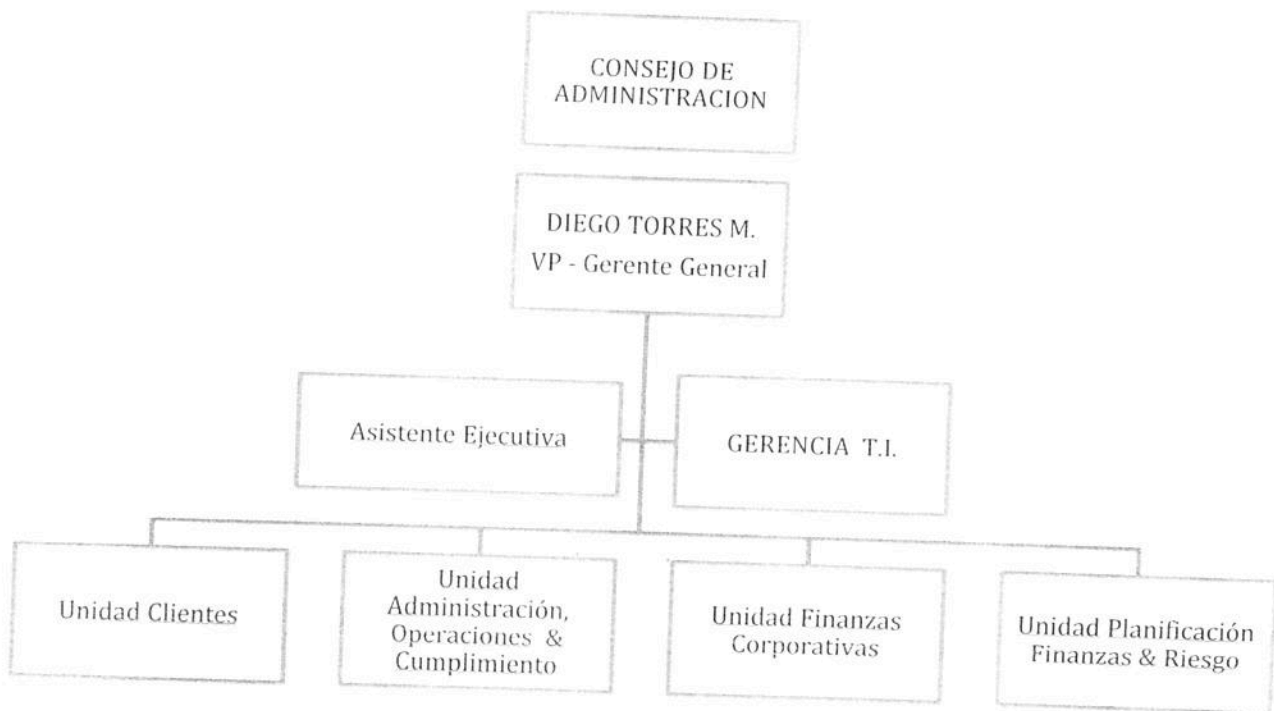 CONSEJO DE
ADMINISTRACION
DIEGO TORRES M.
VP - Gerente General
Asistente Ejecutiva
GERENCIA T.I.
Unidad Clientes
Unidad
Administración,
Operaciones &
Cumplimiento
Unidad Finanzas
Corporativas
Unidad Planificación
Finanzas & Riesgo